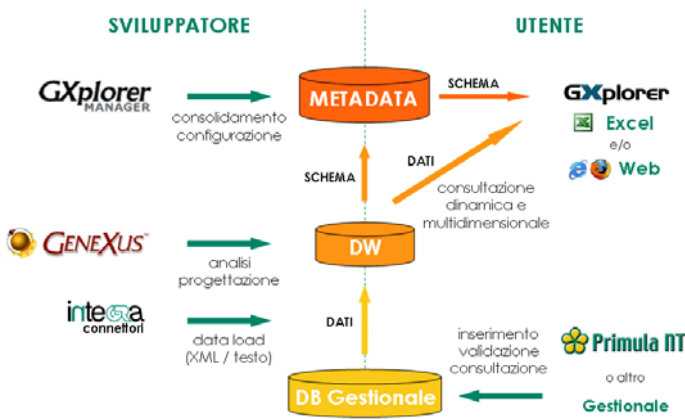 SVILUPPATORE
UTENTE
GXplorer
MANAGER
consolidamento
configurazione
METADATA
SCHEMA
GXplorer
Excel
e/o
Web
SCHEMA
DATI
consultazione
dinamica e
multidimensionale
GENEXUS™
analisi
progettazione
DW
integra
connettori
data load
(XML / testo)
DATI
inserimento
validazione
consultazione
Primula NT
o altro
Gestionale
DB Gestionale